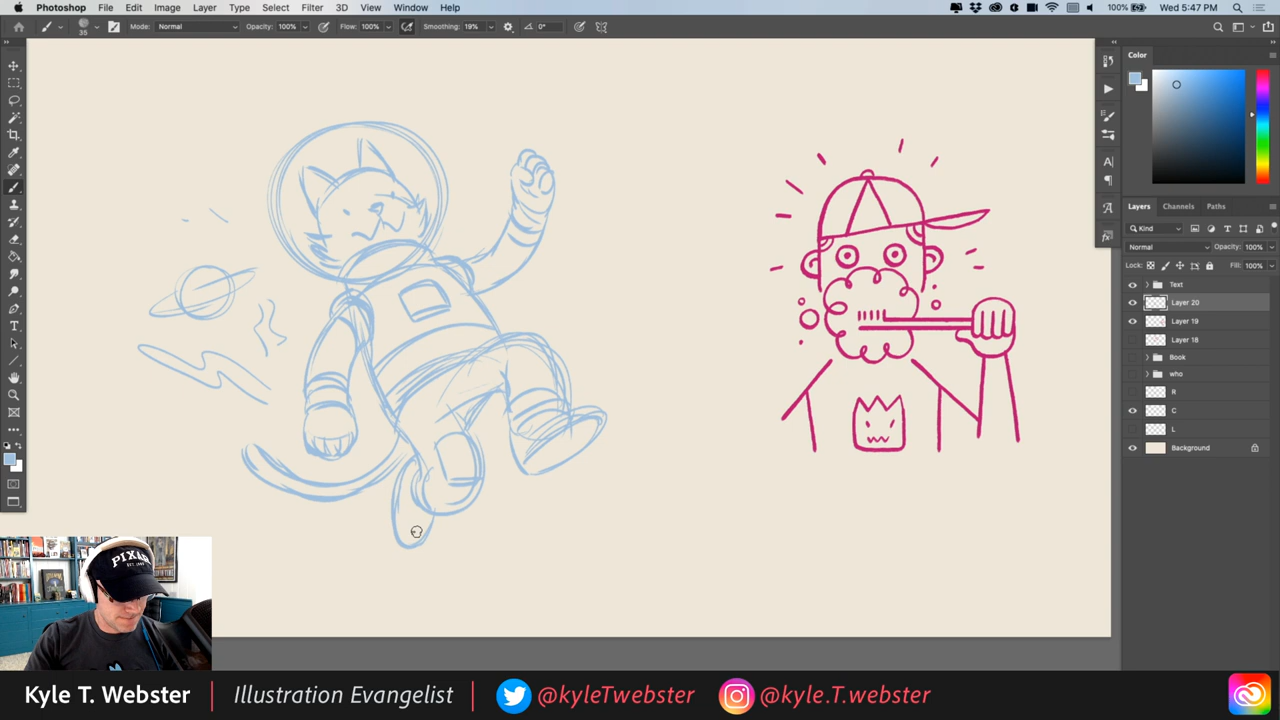 Photoshop File Edit Image Layer Type Select Filter 3D View Window Help 100% Wed 5:47 PM
35 Mode: Normal Opacity: 100% Flow: 100% Smoothing: 19% 0°
Color
Layers Channels Paths
Kind
Normal Opacity: 100%
Lock: Fill: 100%
Text
Layer 20
Layer 19
Layer 18
Book
who
R
C
L
Background
PIXAR
Kyle T. Webster | Illustration Evangelist @kyleTwebster | @kyle.T.webster